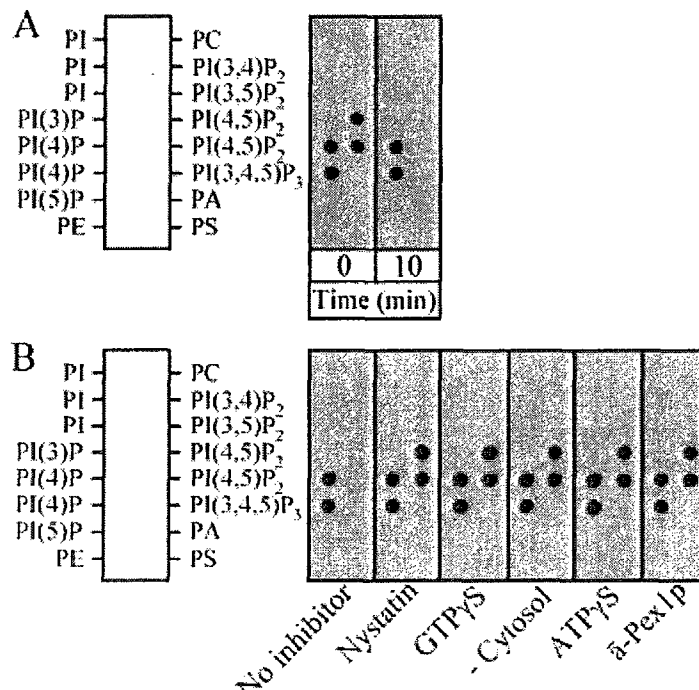 A
PI PC
PI PI(3,4)P2
PI PI(3,5)P2
PI(3)P PI(4,5)P2
PI(4)P PI(4,5)P2
PI(4)P PI(3,4,5)P3
PI(5)P PA
PE PS
0 10
Time (min)
B
PI PC
PI PI(3,4)P2
PI PI(3,5)P2
PI(3)P PI(4,5)P2
PI(4)P PI(4,5)P2
PI(4)P PI(3,4,5)P3
PI(5)P PA
PE PS
No inhibitor
Nystatin
GTPγS
- Cytosol
ATPγS
ā-Pex1p